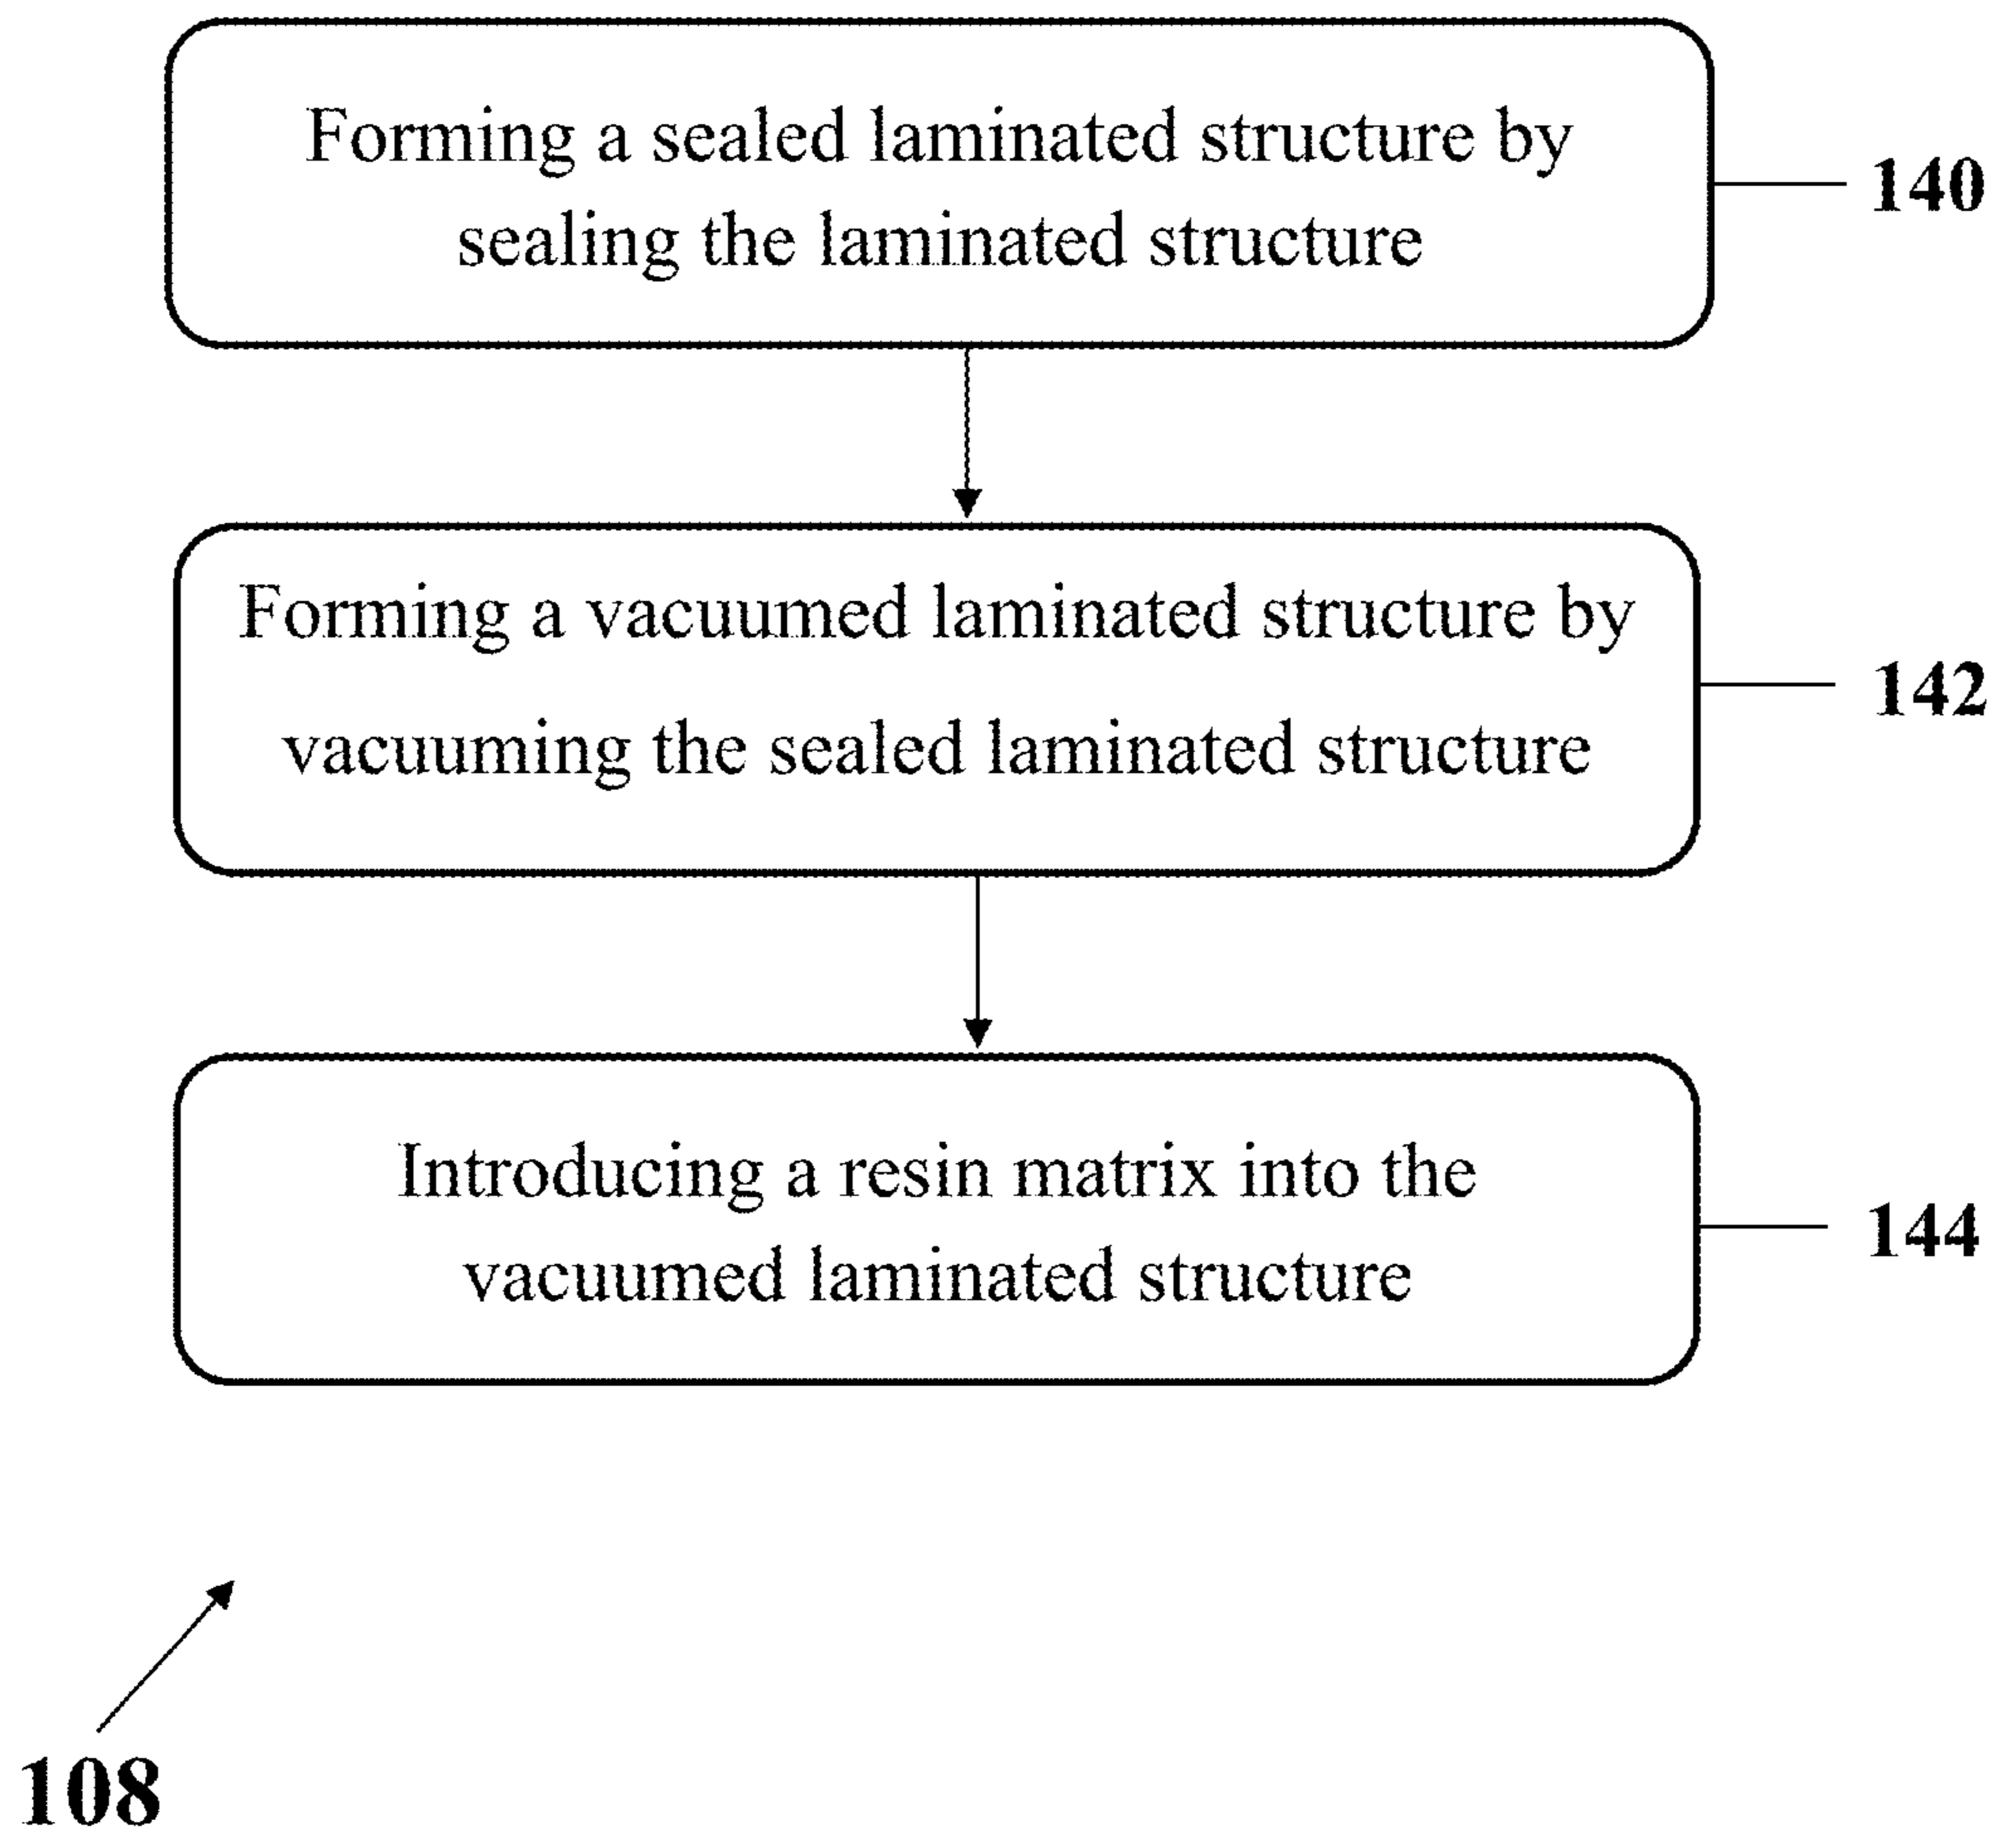 Forming a sealed laminated structure by
sealing the laminated structure
140
Forming a vacuumed laminated structure by
vacuuming the sealed laminated structure
142
Introducing a resin matrix into the
vacuumed laminated structure
144
108